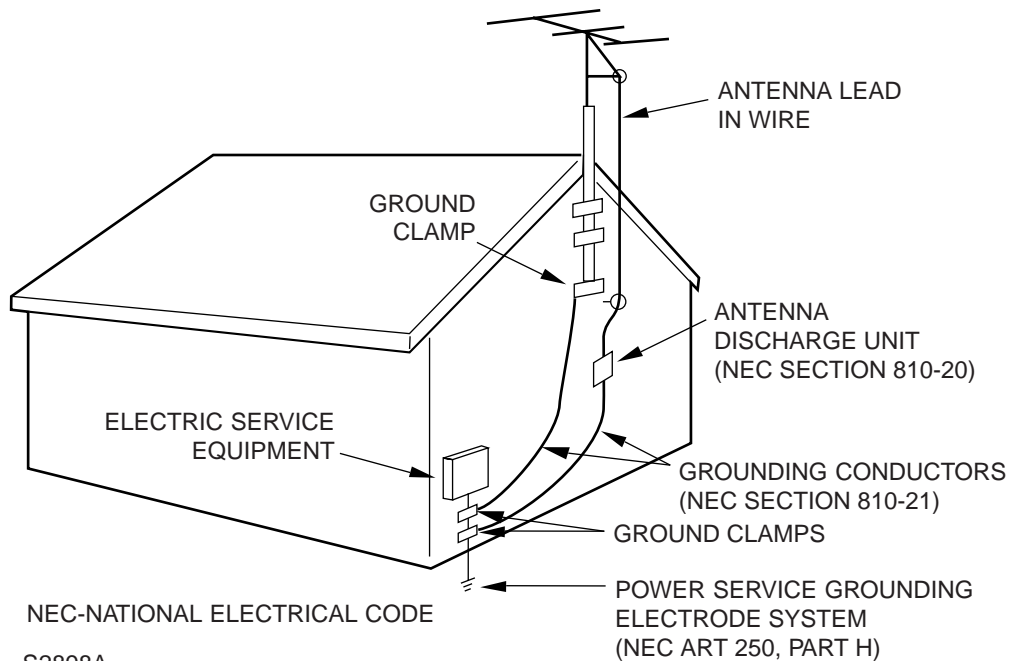 ANTENNA LEAD
IN WIRE
GROUND
CLAMP
ANTENNA
DISCHARGE UNIT
(NEC SECTION 810-20)
ELECTRIC SERVICE
EQUIPMENT
GROUNDING CONDUCTORS
(NEC SECTION 810-21)
GROUND CLAMPS
POWER SERVICE GROUNDING
ELECTRODE SYSTEM
(NEC ART 250, PART H)
NEC-NATIONAL ELECTRICAL CODE
S2898A